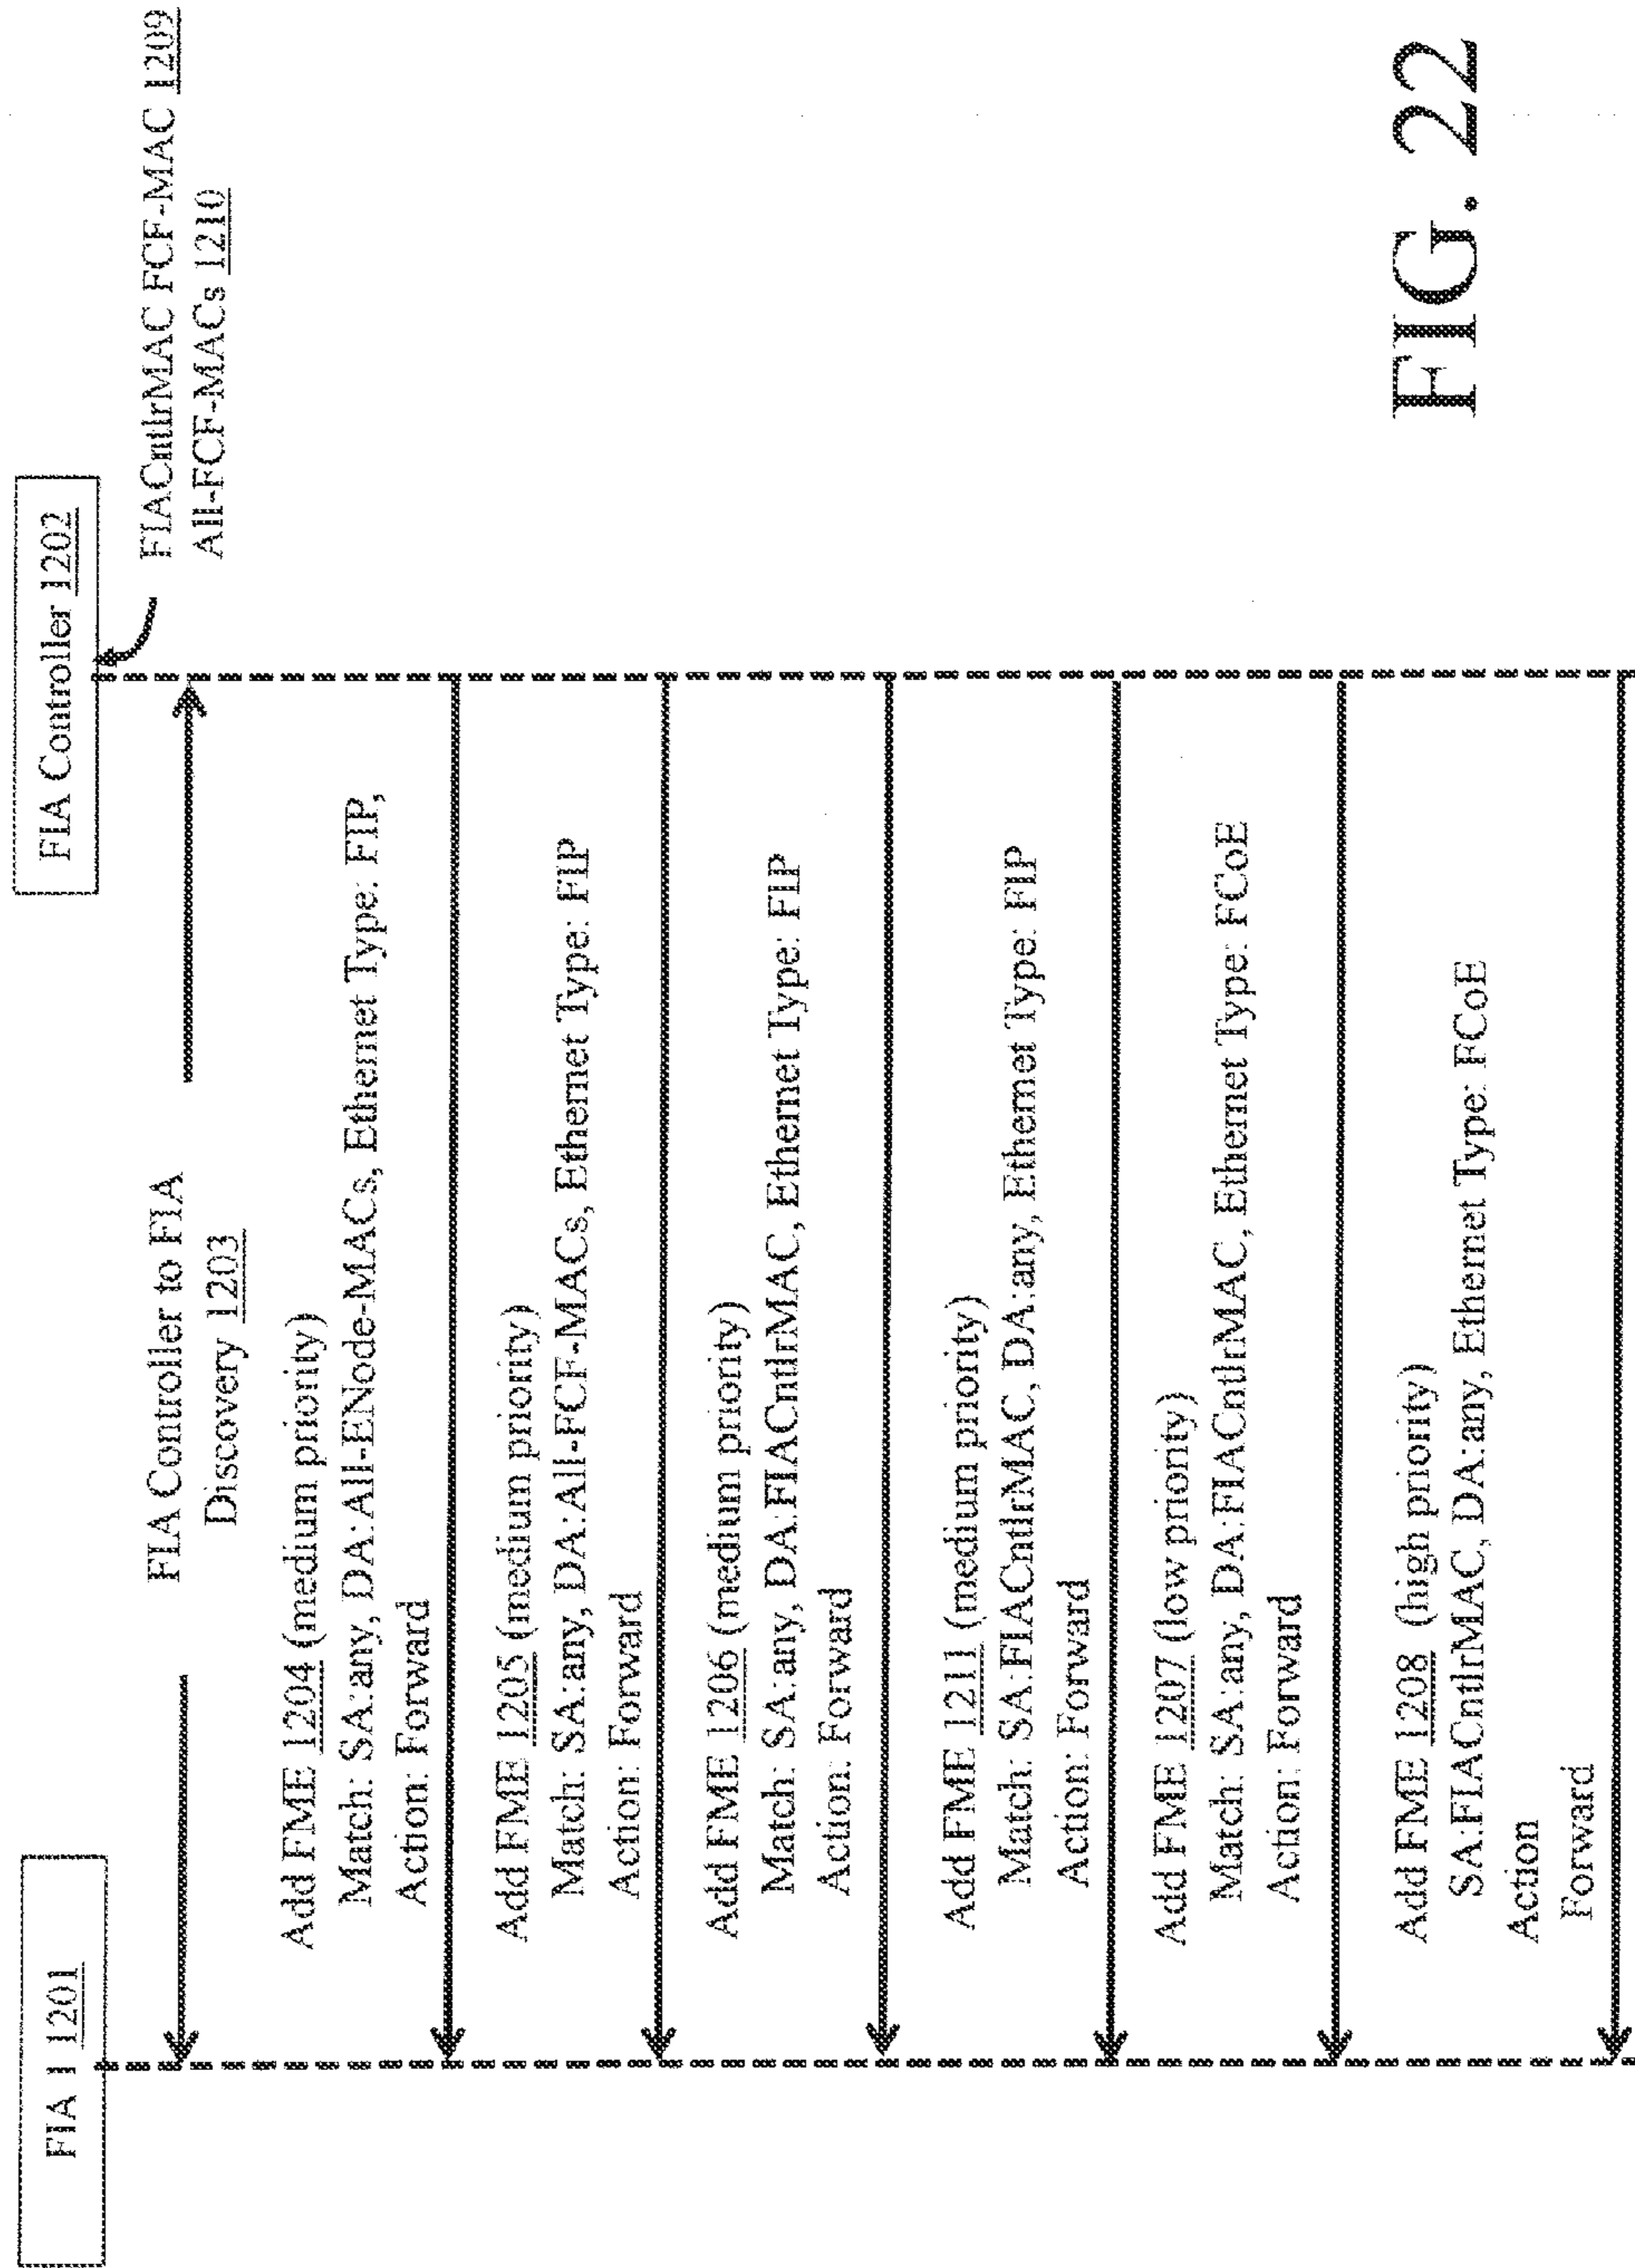 FIA 1 1201
FIA Controller 1202
FIACntlrMAC FCF-MAC 1209
All-FCF-MACs 1210
FIA Controller to FIA
Discovery 1203
Add FME 1204 (medium priority)
Match: SA:any, DA:All-ENode-MACs, Ethernet Type: FIP,
Action: Forward
Add FME 1205 (medium priority)
Match: SA:any, DA:All-FCF-MACs, Ethernet Type: FIP
Action: Forward
Add FME 1206 (medium priority)
Match: SA:any, DA:FIACntlrMAC, Ethernet Type: FIP
Action: Forward
Add FME 1211 (medium priority)
Match: SA:FIACntlrMAC, DA:any, Ethernet Type: FIP
Action: Forward
Add FME 1207 (low priority)
Match: SA:any, DA:FIACntlrMAC, Ethernet Type: FCoE
Action: Forward
Add FME 1208 (high priority)
SA:FIACntlrMAC, DA:any, Ethernet Type: FCoE
Action
Forward
FIG. 22